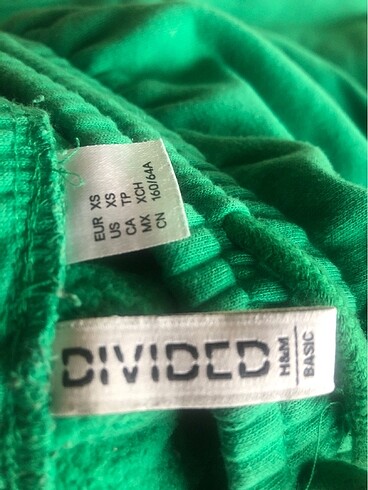 EUR XS
US XS
CA TP
MX XCH
CN 160/64A
DIVIDED
H&M
BASIC